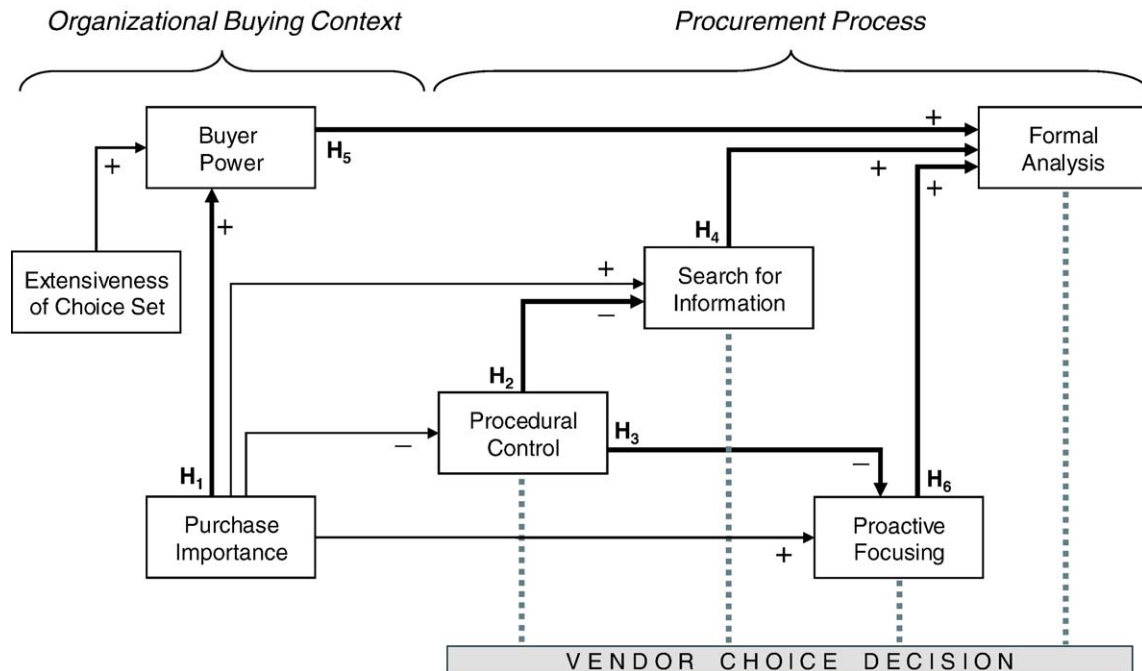 Organizational Buying Context
Procurement Process
Buyer
Power
Formal
Analysis
H5
+
+
+
+
+
Extensiveness
of Choice Set
H4
Search for
Information
+
–
H2
Procedural
Control
H3
–
–
H1
Purchase
Importance
+
H6
Proactive
Focusing
VENDOR CHOICE DECISION